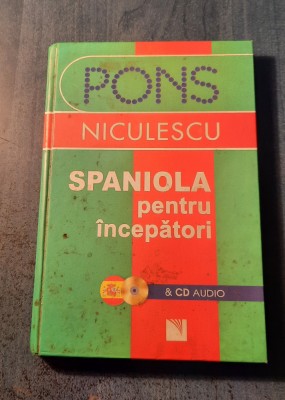 PONS
NICULESCU
SPANIOLA
pentru
începători
& CD AUDIO